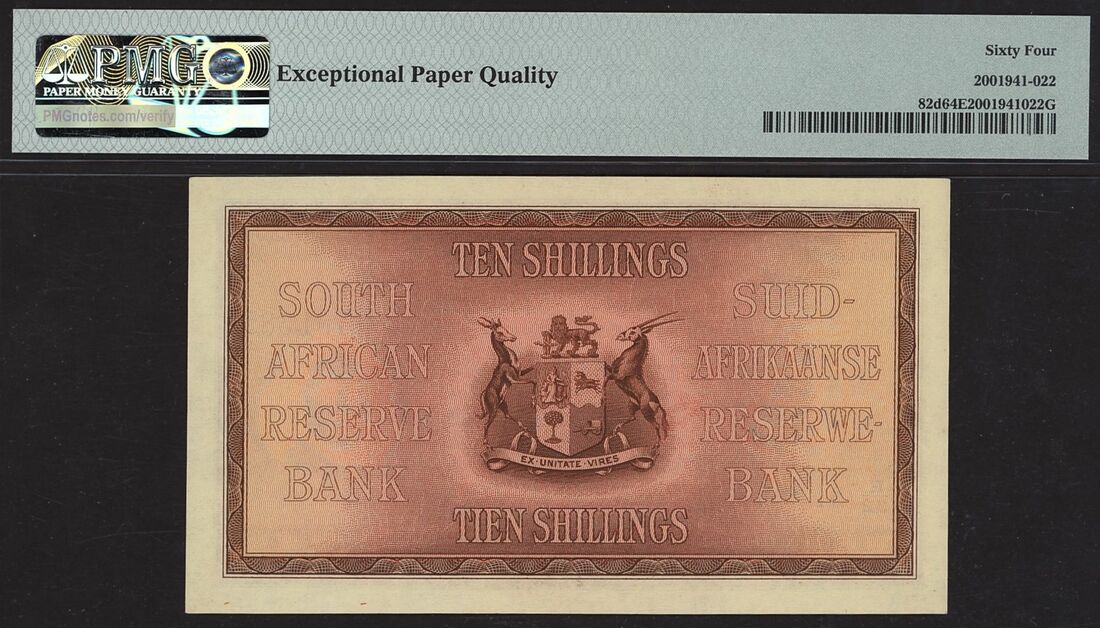 PMG
PAPER MONEY GUARANTY
PMGnotes.com/verify
Exceptional Paper Quality
Sixty Four
2001941-022
82d64E2001941022G
TEN SHILLINGS
SOUTH
AFRICAN
RESERVE
BANK
SUID-
AFRIKAANSE
RESERWE-
BANK
EX·UNITATE·VIRES
TIEN SHILLINGS